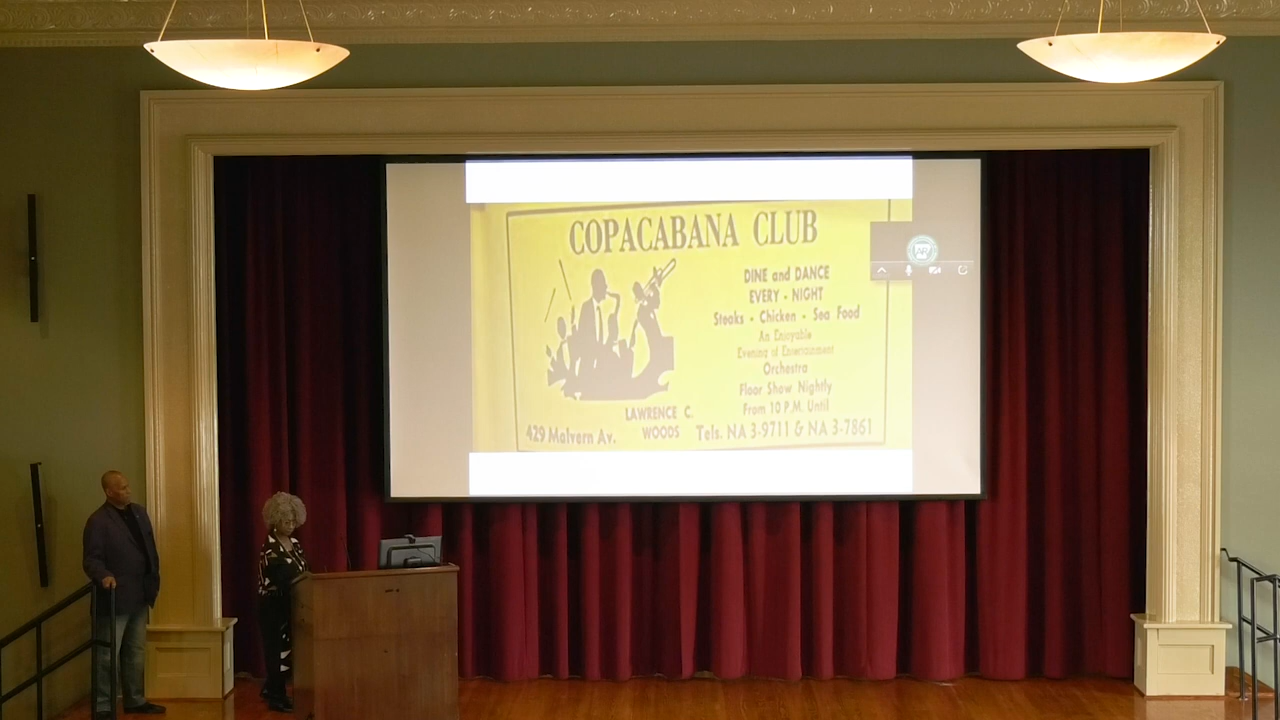 COPACABANA CLUB
DINE and DANCE
EVERY - NIGHT
Steaks - Chicken - Sea Food
An Enjoyable
Evening of Entertainment
Orchestra
Floor Show Nightly
From 10 P.M. Until
LAWRENCE C.
WOODS
429 Malvern Av.
Tels. NA 3-9711 & NA 3-7861